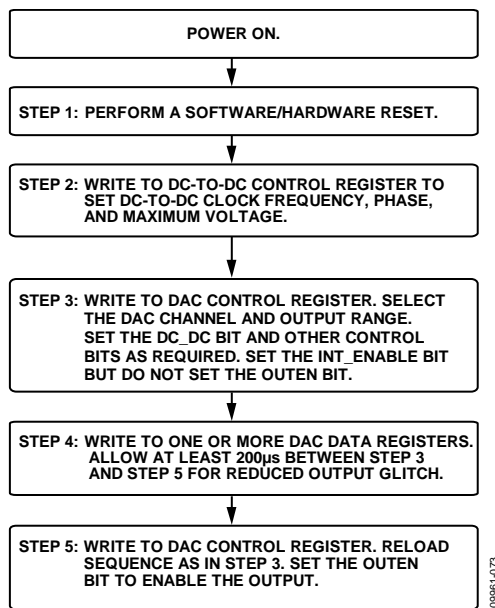 POWER ON.
STEP 1: PERFORM A SOFTWARE/HARDWARE RESET.
STEP 2: WRITE TO DC-TO-DC CONTROL REGISTER TO
SET DC-TO-DC CLOCK FREQUENCY, PHASE,
AND MAXIMUM VOLTAGE.
STEP 3: WRITE TO DAC CONTROL REGISTER. SELECT
THE DAC CHANNEL AND OUTPUT RANGE.
SET THE DC_DC BIT AND OTHER CONTROL
BITS AS REQUIRED. SET THE INT_ENABLE BIT
BUT DO NOT SET THE OUTEN BIT.
STEP 4: WRITE TO ONE OR MORE DAC DATA REGISTERS.
ALLOW AT LEAST 200µs BETWEEN STEP 3
AND STEP 5 FOR REDUCED OUTPUT GLITCH.
STEP 5: WRITE TO DAC CONTROL REGISTER. RELOAD
SEQUENCE AS IN STEP 3. SET THE OUTEN
BIT TO ENABLE THE OUTPUT.
09961-073